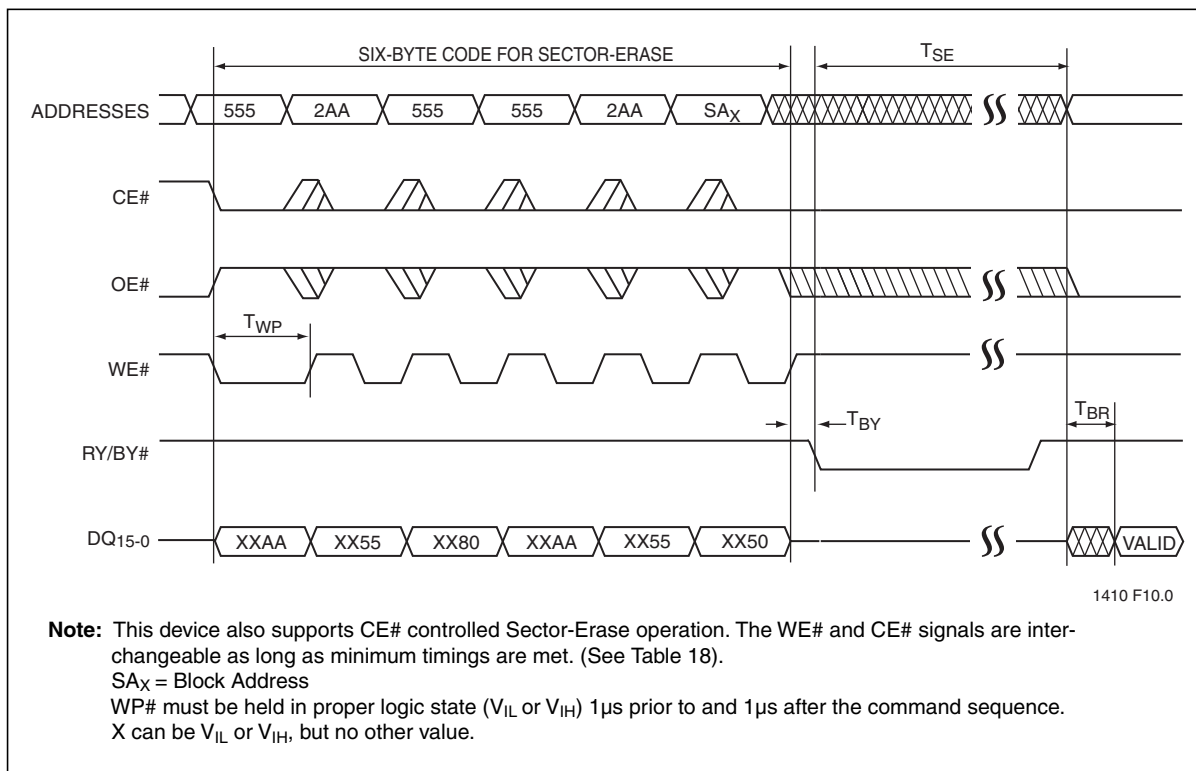 SIX-BYTE CODE FOR SECTOR-ERASE
TSE
ADDRESSES
555
2AA
555
555
2AA
SAX
CE#
OE#
TWP
WE#
TBY
TBR
RY/BY#
DQ15-0
XXAA
XX55
XX80
XXAA
XX55
XX50
VALID
1410 F10.0
Note: This device also supports CE# controlled Sector-Erase operation. The WE# and CE# signals are inter-
changeable as long as minimum timings are met. (See Table 18).
SAX = Block Address
WP# must be held in proper logic state (VIL or VIH) 1µs prior to and 1µs after the command sequence.
X can be VIL or VIH, but no other value.